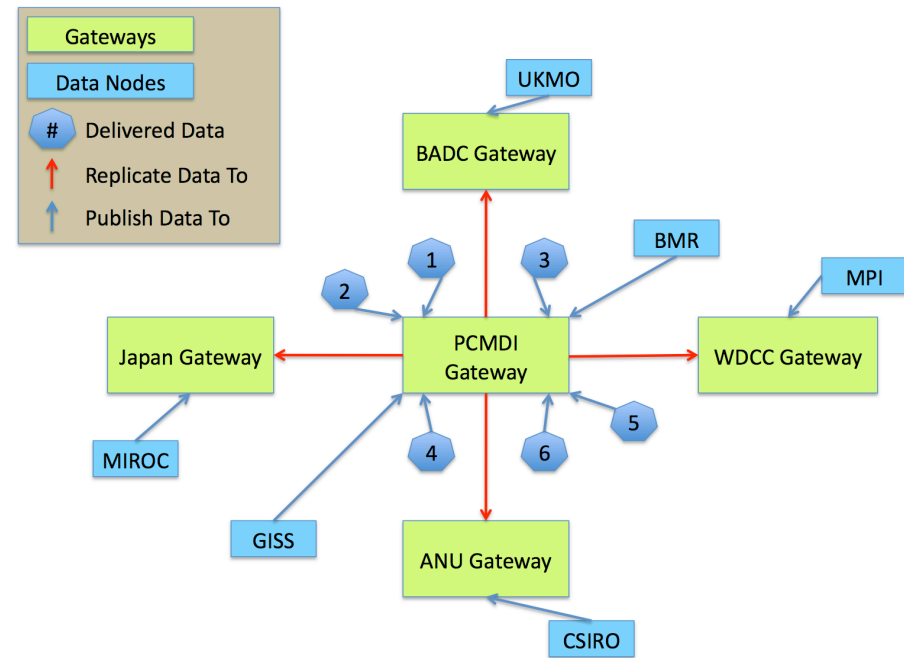 Gateways
Data Nodes
# Delivered Data
Replicate Data To
Publish Data To
UKMO
BADC Gateway
BMR
1
3
MPI
2
Japan Gateway
PCMDI
Gateway
WDCC Gateway
MIROC
4
6
5
GISS
ANU Gateway
CSIRO